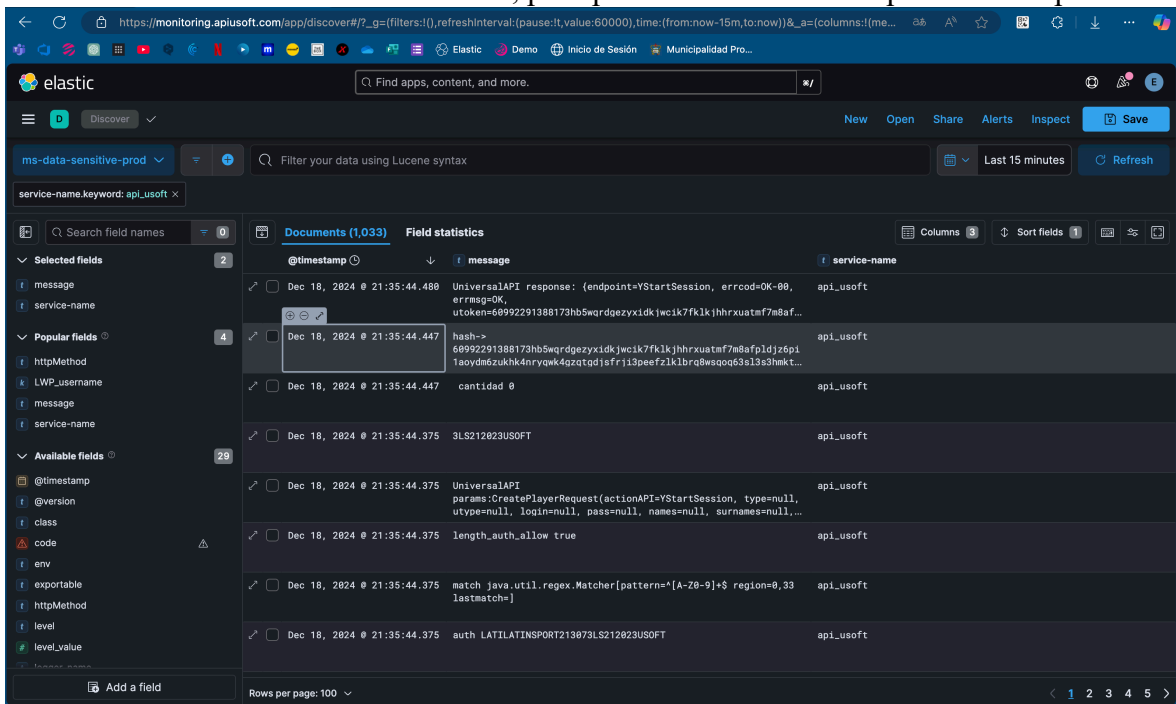 https://monitoring.apiusoft.com/app/discover#/?_g=(filters:!(),refreshInterval:(pause:!t,value:60000),time:(from:now-15m,to:now))&_a=(columns:!(me...
Elastic Demo Inicio de Sesión Municipalidad Pro...
elastic
Find apps, content, and more. ⌘/
E
D Discover New Open Share Alerts Inspect Save
ms-data-sensitive-prod Filter your data using Lucene syntax Last 15 minutes Refresh
service-name.keyword: api_usoft ×
Search field names 0 Documents (1,033) Field statistics Columns 3 Sort fields 1
Selected fields 2
message
service-name
Popular fields 4
httpMethod
LWP_username
message
service-name
Available fields 29
@timestamp
@version
class
code
env
exportable
httpMethod
level
level_value
Add a field
@timestamp message service-name
Dec 18, 2024 @ 21:35:44.480 UniversalAPI response: {endpoint=YStartSession, errcod=OK-00, api_usoft
errmsg=OK,
utoken=60992291388173hb5wqrdgezyxidkjwcik7fklkjhhrxuatmf7m8af...
Dec 18, 2024 @ 21:35:44.447 hash-> api_usoft
60992291388173hb5wqrdgezyxidkjwcik7fklkjhhrxuatmf7m8afpldjz6pi
1aoydm6zukhk4nryqwk4gzqtgdjsfrji3peefzlklbrq8wsqoq63sl3s3hmkt...
Dec 18, 2024 @ 21:35:44.447 cantidad 0 api_usoft
Dec 18, 2024 @ 21:35:44.375 3LS212023USOFT api_usoft
Dec 18, 2024 @ 21:35:44.375 UniversalAPI api_usoft
params:CreatePlayerRequest(actionAPI=YStartSession, type=null,
utype=null, login=null, pass=null, names=null, surnames=null,...
Dec 18, 2024 @ 21:35:44.375 length_auth_allow true api_usoft
Dec 18, 2024 @ 21:35:44.375 match java.util.regex.Matcher[pattern=^[A-Z0-9]+$ region=0,33 api_usoft
lastmatch=]
Dec 18, 2024 @ 21:35:44.375 auth LATILATINSPORT213073LS212023USOFT api_usoft
Rows per page: 100 1 2 3 4 5